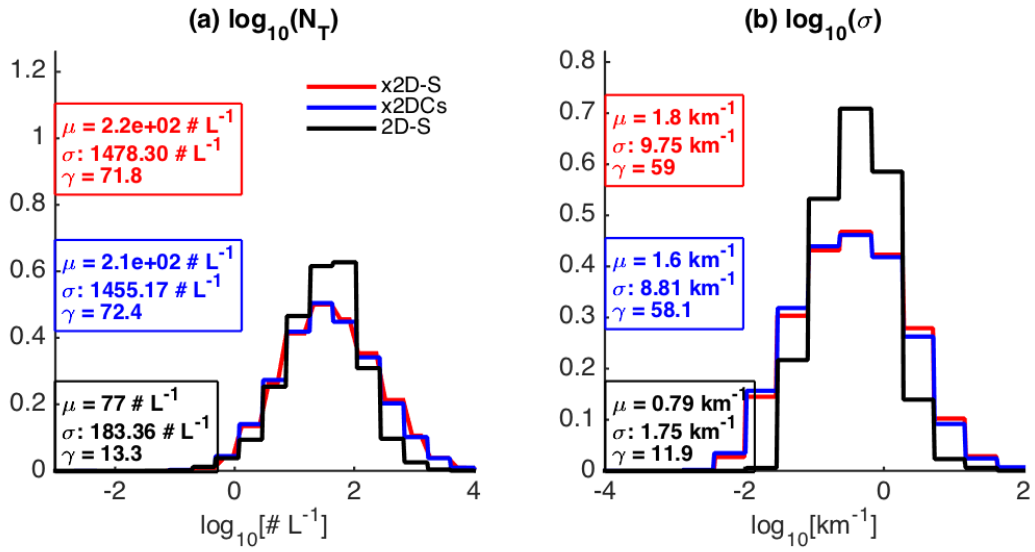 (a) log₁₀(N_T)
1.2
1
0.8
0.6
0.4
0.2
0
x2D-S
x2DCs
2D-S
μ = 2.2e+02 # L⁻¹
σ: 1478.30 # L⁻¹
γ = 71.8
μ = 2.1e+02 # L⁻¹
σ: 1455.17 # L⁻¹
γ = 72.4
μ = 77 # L⁻¹
σ: 183.36 # L⁻¹
γ = 13.3
-2 0 2 4
log₁₀[# L⁻¹]
(b) log₁₀(σ)
0.8
0.7
0.6
0.5
0.4
0.3
0.2
0.1
0
μ = 1.8 km⁻¹
σ: 9.75 km⁻¹
γ = 59
μ = 1.6 km⁻¹
σ: 8.81 km⁻¹
γ = 58.1
μ = 0.79 km⁻¹
σ: 1.75 km⁻¹
γ = 11.9
-4 -2 0 2
log₁₀[km⁻¹]